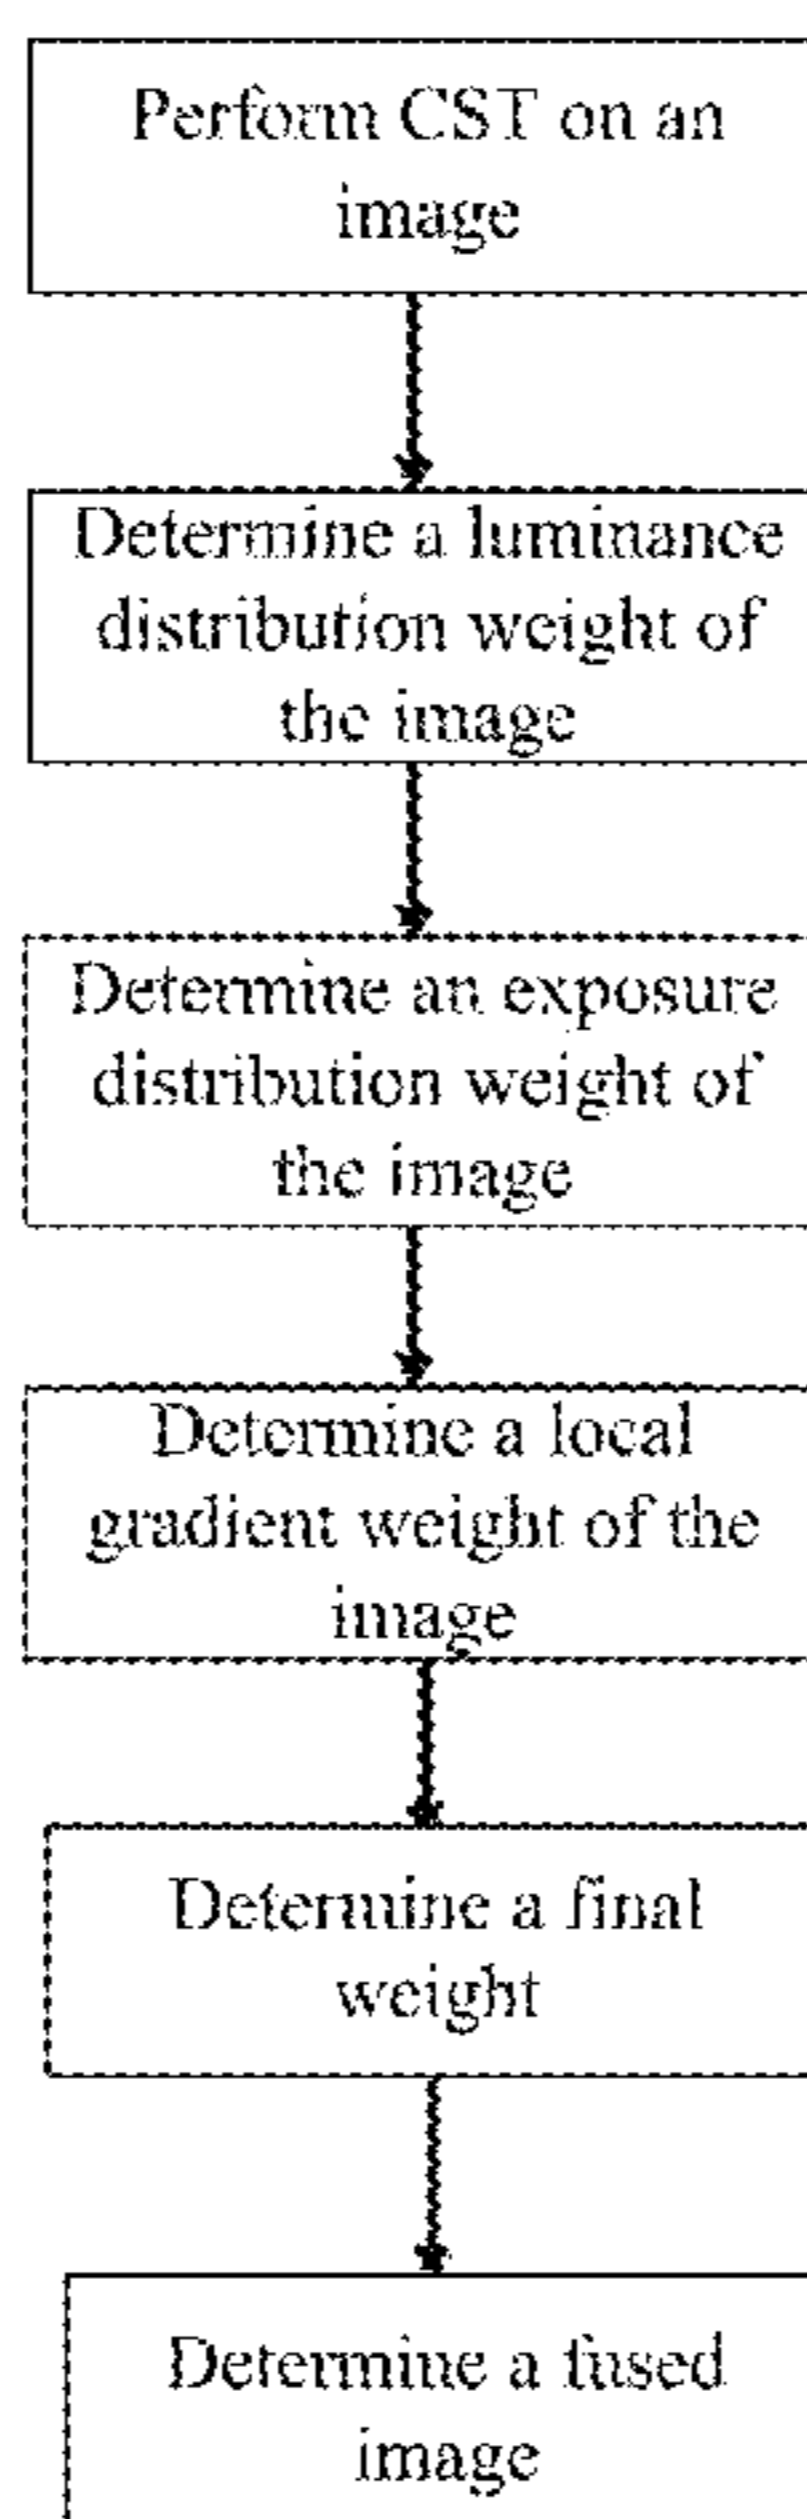 Perform CST on an
image
Determine a luminance
distribution weight of
the image
Determine an exposure
distribution weight of
the image
Determine a local
gradient weight of the
image
Determine a final
weight
Determine a fused
image